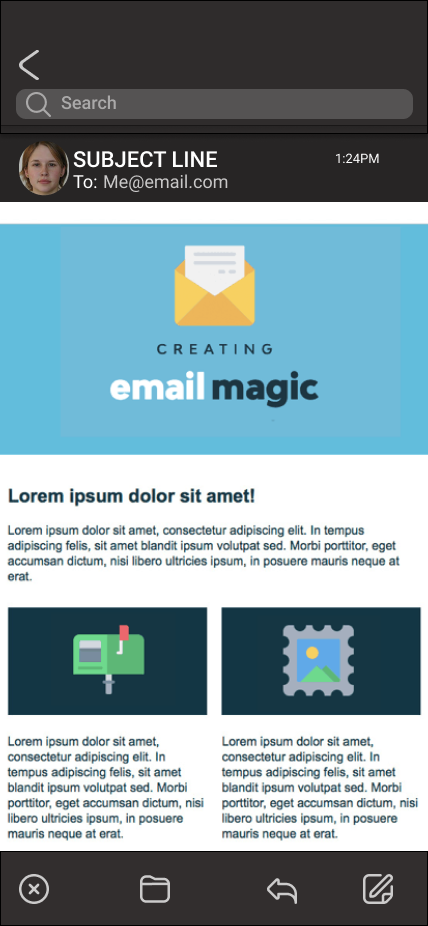 Search
SUBJECT LINE
1:24PM
To: Me@email.com
CREATING
email magic
Lorem ipsum dolor sit amet!
Lorem ipsum dolor sit amet, consectetur adipiscing elit. In tempus
adipiscing felis, sit amet blandit ipsum volutpat sed. Morbi porttitor, eget
accumsan dictum, nisi libero ultricies ipsum, in posuere mauris neque at
erat.
Lorem ipsum dolor sit amet,
consectetur adipiscing elit. In
tempus adipiscing felis, sit amet
blandit ipsum volutpat sed. Morbi
porttitor, eget accumsan dictum, nisi
libero ultricies ipsum, in posuere
mauris neque at erat.
Lorem ipsum dolor sit amet,
consectetur adipiscing elit. In
tempus adipiscing felis, sit amet
blandit ipsum volutpat sed. Morbi
porttitor, eget accumsan dictum, nisi
libero ultricies ipsum, in posuere
mauris neque at erat.